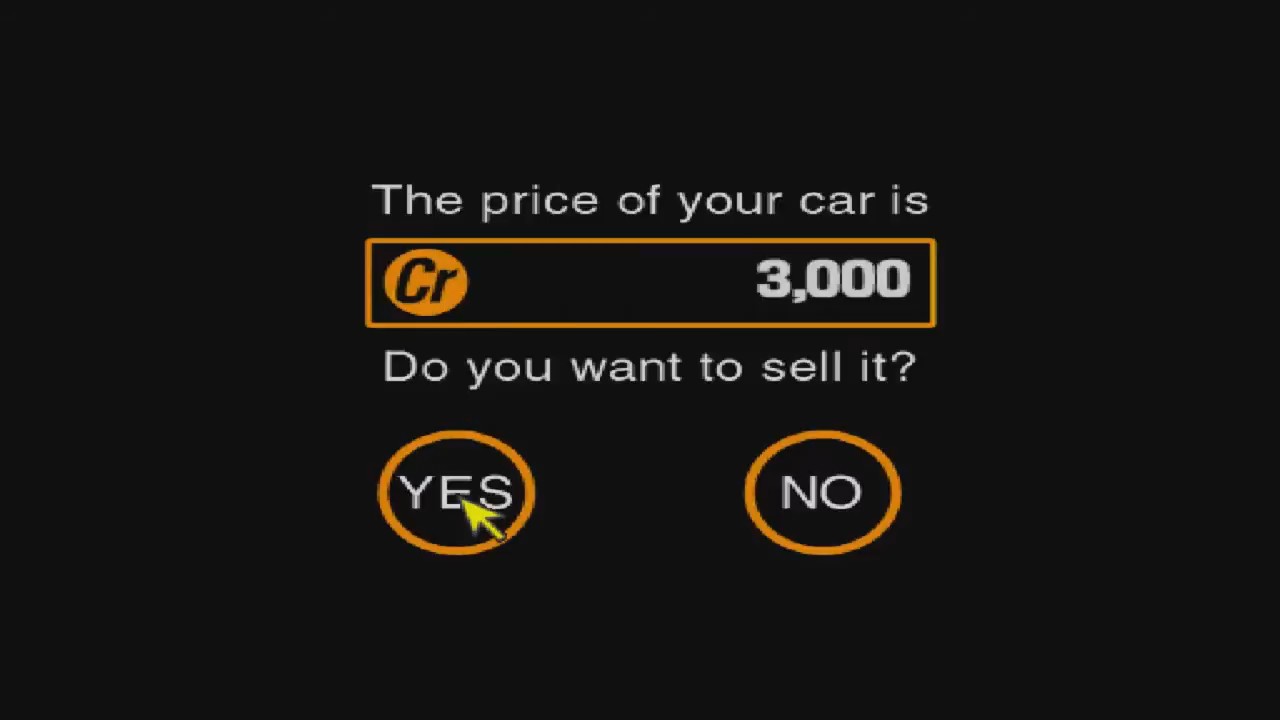 The price of your car is
Cr 3,000
Do you want to sell it?
YES NO